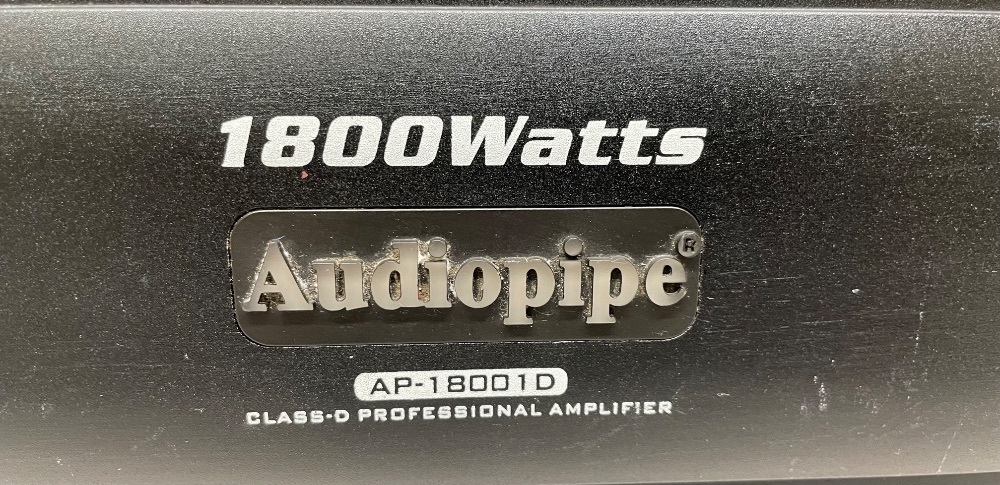 1800Watts
Audiopipe®
AP-18001D
CLASS-D PROFESSIONAL AMPLIFIER